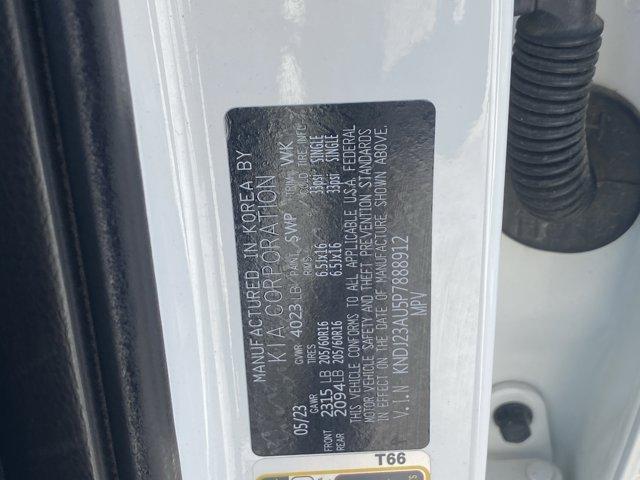 MANUFACTURED IN KOREA BY
KIA CORPORATION
05/23 GVWR 4023 LB PAINT SWP TRIM WK
GAWR TIRES RIMS COLD TIRE INFL
FRONT 2315 LB 205/60R16 6.5Jx16 33PSI SINGLE
REAR 2094 LB 205/60R16 6.5Jx16 33PSI SINGLE
THIS VEHICLE CONFORMS TO ALL APPLICABLE U.S.A. FEDERAL
MOTOR VEHICLE SAFETY AND THEFT PREVENTION STANDARDS
IN EFFECT ON THE DATE OF MANUFACTURE SHOWN ABOVE.
V.I.N KNDJ23AU5P7888912
MPV
T66